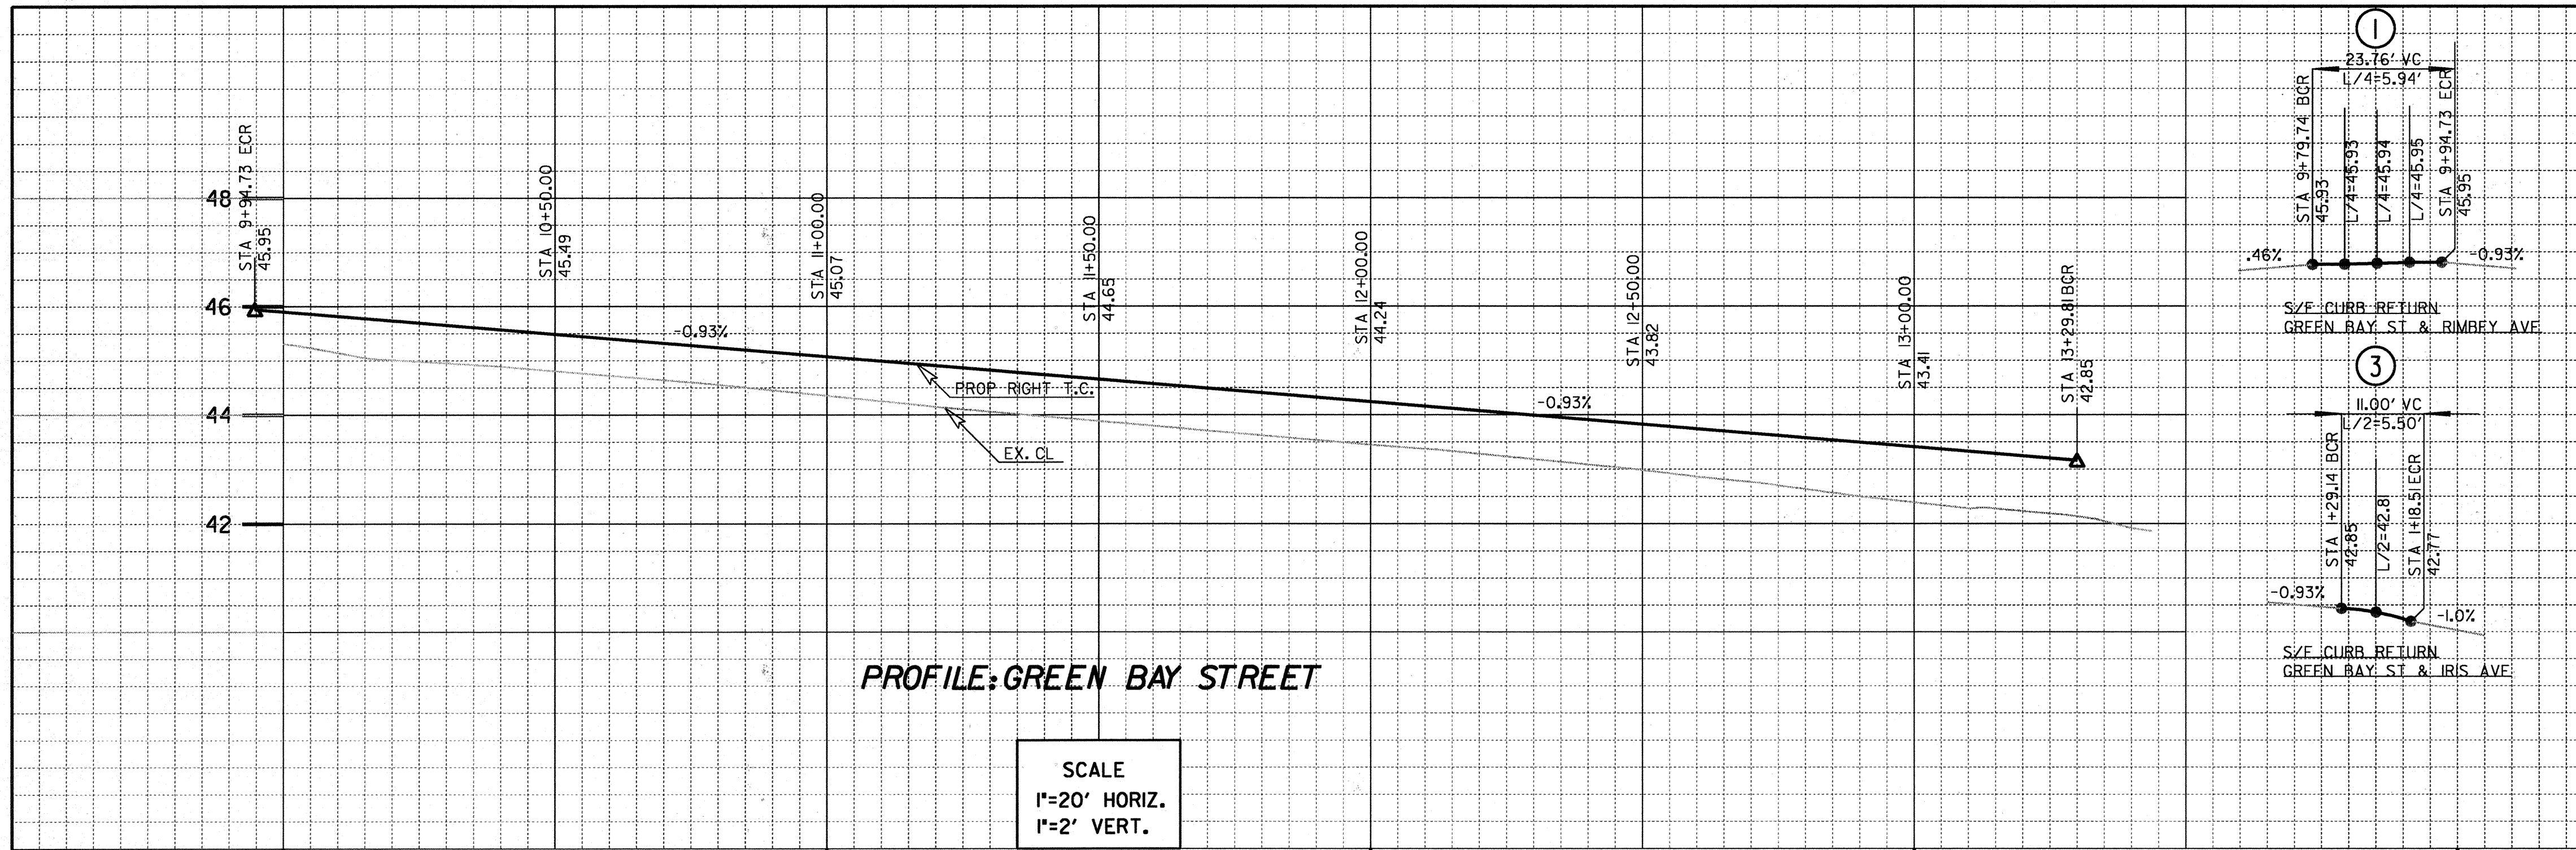 48
46
44
42
STA 9+94.73 ECR
45.95
STA 10+50.00
45.49
STA 11+00.00
45.07
STA 11+50.00
44.65
STA 12+00.00
44.24
STA 12-50.00
43.82
STA 13+00.00
43.41
STA 13+29.81 BCR
42.85
-0.93%
-0.93%
PROP RIGHT T.C.
EX. CL
PROFILE: GREEN BAY STREET
SCALE
1"=20' HORIZ.
1"=2' VERT.
1
23.76' VC
L/4=5.94'
STA 9+79.74 BCR
45.93
L/4=45.93
L/4=45.94
L/4=45.95
STA 9+94.73 ECR
45.95
.46%
-0.93%
S/E CURB RETURN
GREEN BAY ST & RIMBEY AVE
3
11.00' VC
L/2=5.50'
STA 1+29.14 BCR
42.85
L/2=42.81
STA 1+18.51 ECR
42.77
-0.93%
-1.0%
S/E CURB RETURN
GREEN BAY ST & IRIS AVE